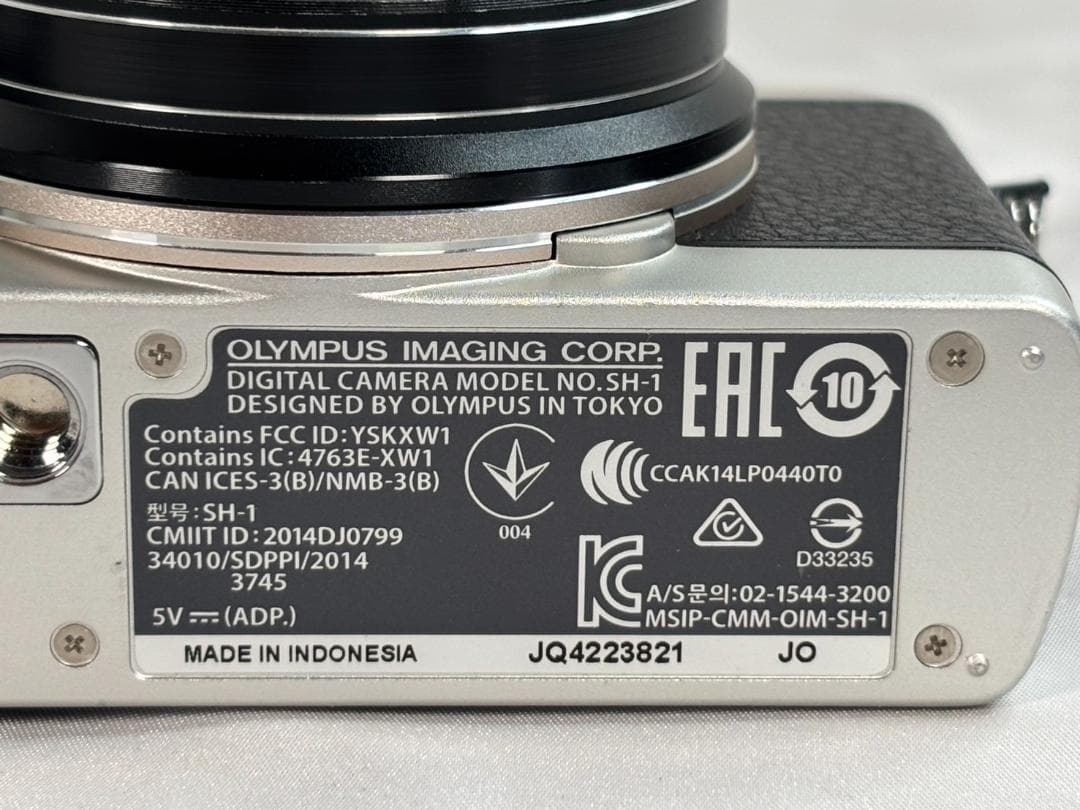 OLYMPUS IMAGING CORP.
DIGITAL CAMERA MODEL NO.SH-1
DESIGNED BY OLYMPUS IN TOKYO
EAC
10
Contains FCC ID:YSKXW1
Contains IC:4763E-XW1
CAN ICES-3(B)/NMB-3(B)
004
CCAK14LP0440T0
型号:SH-1
CMIIT ID:2014DJ0799
34010/SDPPI/2014
3745
D33235
5V⎓(ADP.)
A/S문의:02-1544-3200
MSIP-CMM-OIM-SH-1
MADE IN INDONESIA JQ4223821 JO